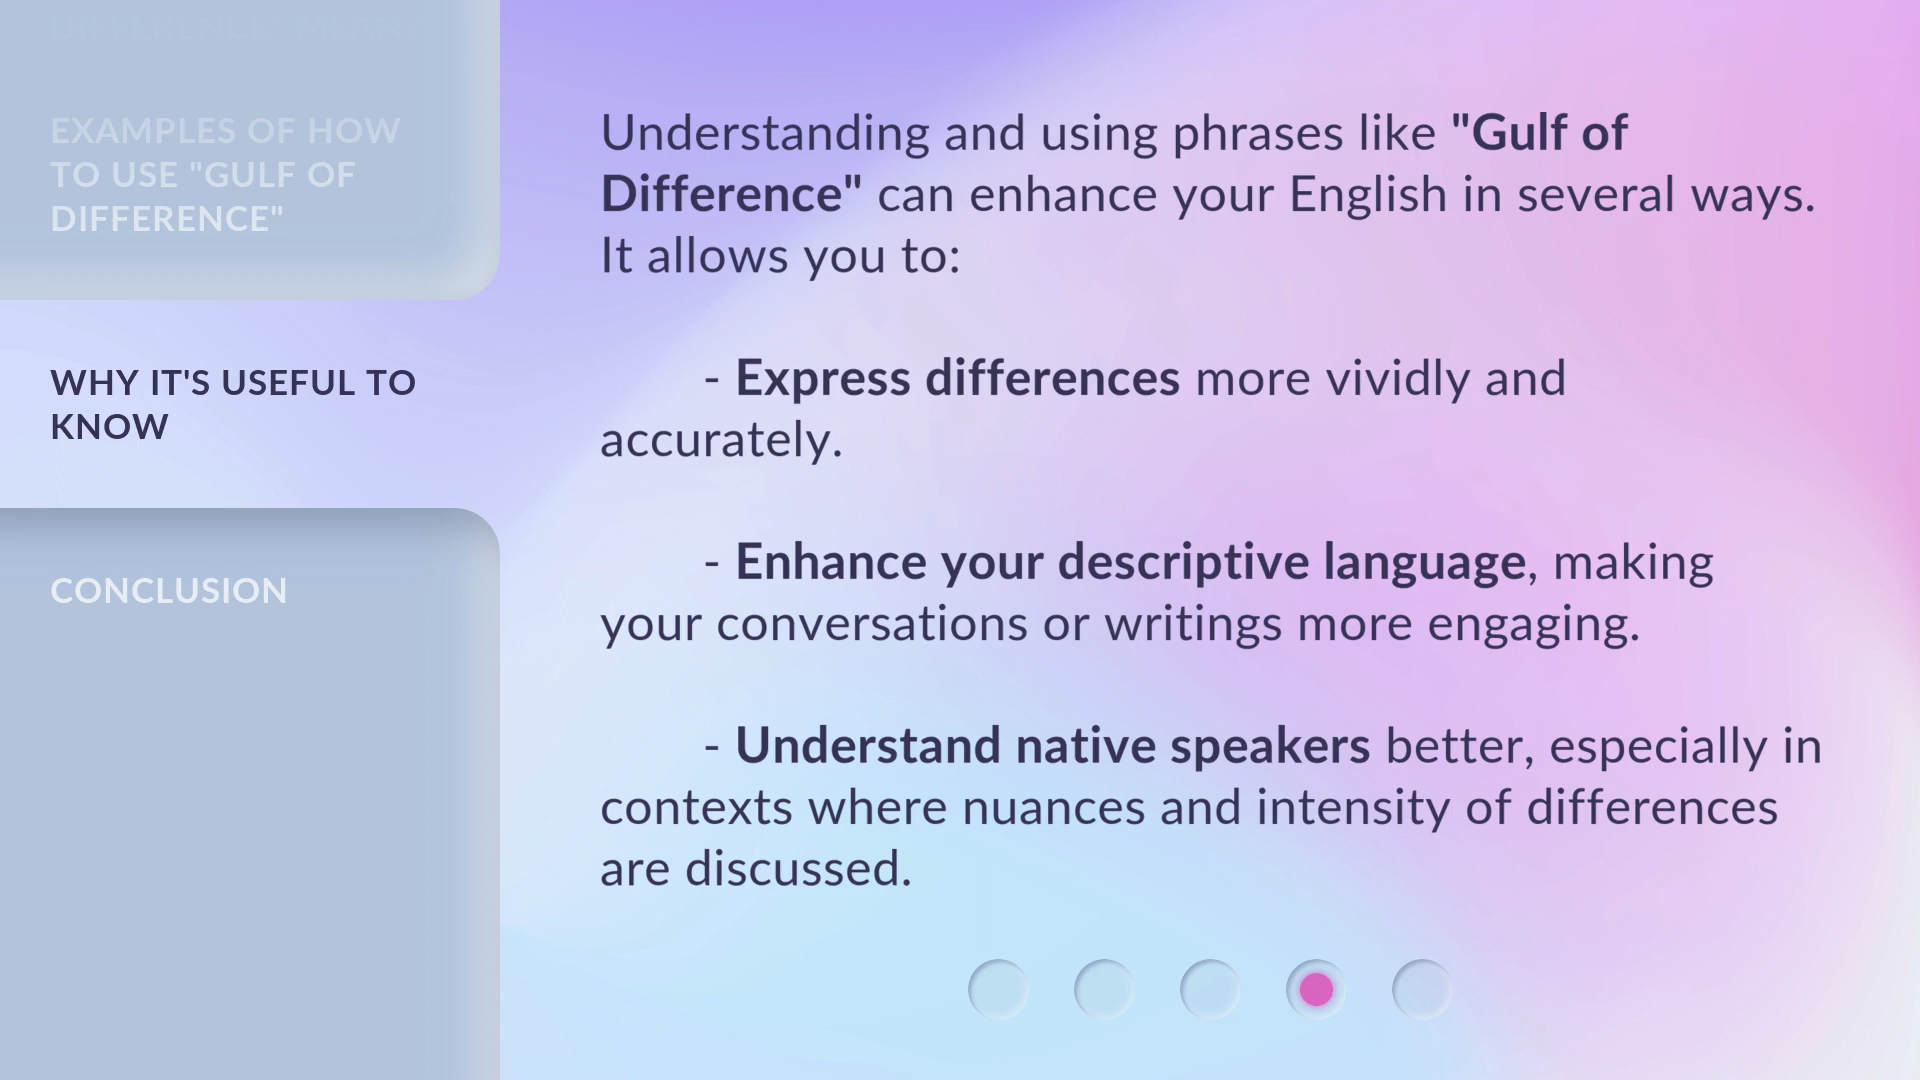 DIFFERENCE" MEAN
EXAMPLES OF HOW
TO USE "GULF OF
DIFFERENCE"
WHY IT'S USEFUL TO
KNOW
CONCLUSION
Understanding and using phrases like "Gulf of
Difference" can enhance your English in several ways.
It allows you to:
- Express differences more vividly and
accurately.
- Enhance your descriptive language, making
your conversations or writings more engaging.
- Understand native speakers better, especially in
contexts where nuances and intensity of differences
are discussed.